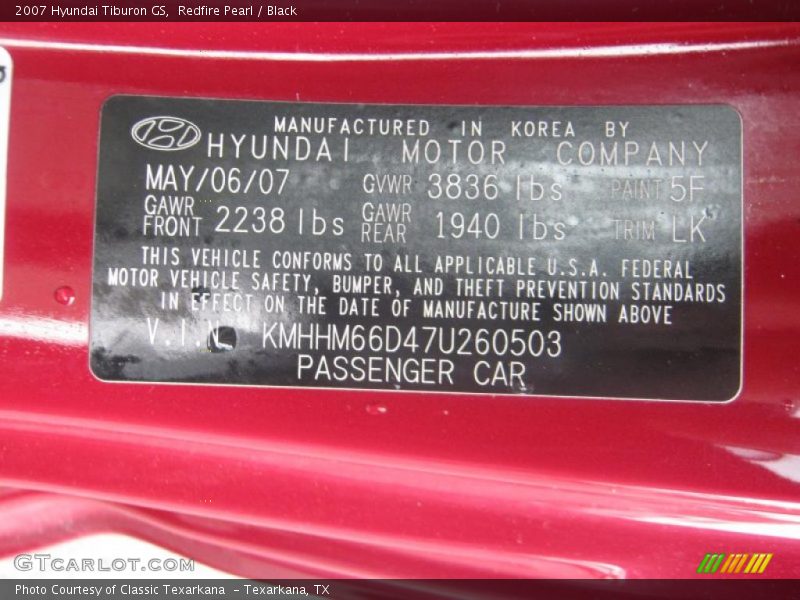 2007 Hyundai Tiburon GS,  Redfire Pearl / Black
MANUFACTURED IN KOREA BY
HYUNDAI MOTOR COMPANY
MAY/06/07 GVWR 3836 lbs PAINT 5F
GAWR FRONT 2238 lbs GAWR REAR 1940 lbs TRIM LK
THIS VEHICLE CONFORMS TO ALL APPLICABLE U.S.A. FEDERAL
MOTOR VEHICLE SAFETY, BUMPER, AND THEFT PREVENTION STANDARDS
IN EFFECT ON THE DATE OF MANUFACTURE SHOWN ABOVE
V.I.N. KMHHM66D47U260503
PASSENGER CAR
GTCARLOT.COM
Photo Courtesy of Classic Texarkana  - Texarkana, TX